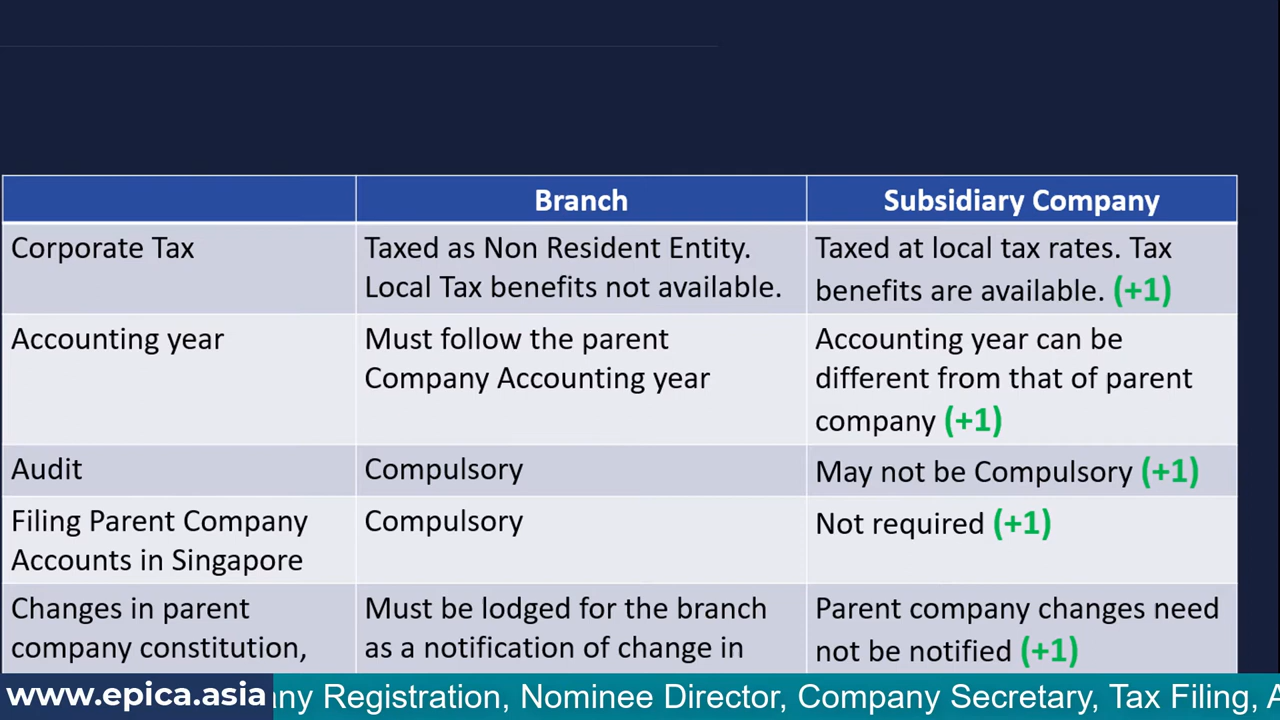 Branch
Subsidiary Company
Corporate Tax
Taxed as Non Resident Entity.
Local Tax benefits not available.
Taxed at local tax rates. Tax
benefits are available. (+1)
Accounting year
Must follow the parent
Company Accounting year
Accounting year can be
different from that of parent
company (+1)
Audit
Compulsory
May not be Compulsory (+1)
Filing Parent Company
Accounts in Singapore
Compulsory
Not required (+1)
Changes in parent
company constitution,
Must be lodged for the branch
as a notification of change in
Parent company changes need
not be notified (+1)
www.epica.asia
ny Registration, Nominee Director, Company Secretary, Tax Filing, A